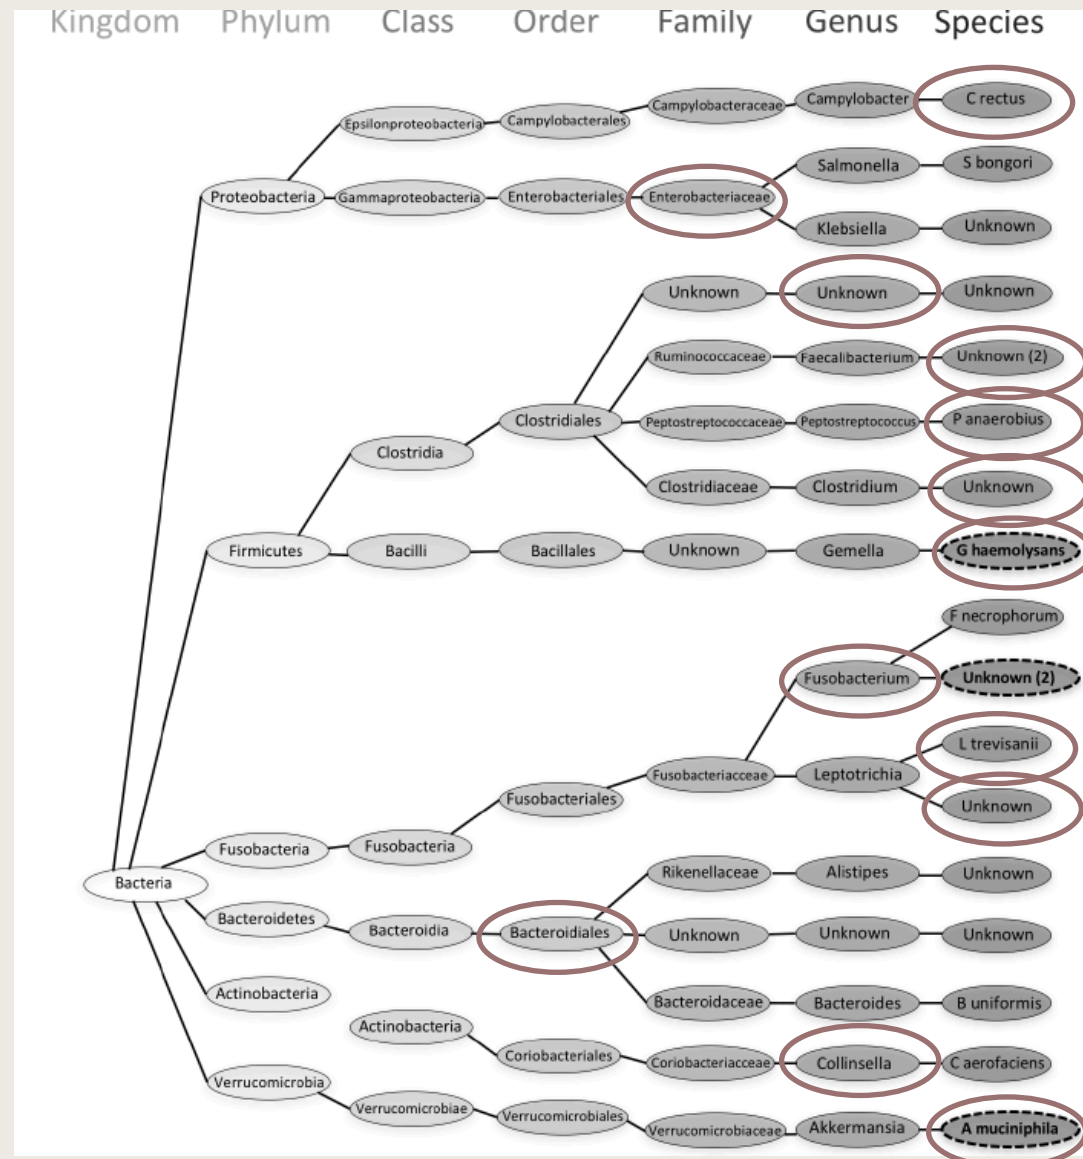 Kingdom Phylum Class Order Family Genus Species
Campylobacteraceae Campylobacter C rectus
Epsilonproteobacteria Campylobacterales
Salmonella S bongori
Proteobacteria Gammaproteobacteria Enterobacteriales Enterobacteriaceae
Klebsiella Unknown
Unknown Unknown Unknown
Ruminococcaceae Faecalibacterium Unknown (2)
Clostridiales Peptostreptococcaceae Peptostreptococcus P anaerobius
Clostridia
Clostridiaceae Clostridium Unknown
Firmicutes Bacilli Bacillales Unknown Gemella G haemolysans
F necrophorum
Fusobacterium Unknown (2)
L trevisanii
Fusobacteriacceae Leptotrichia
Fusobacteriales Unknown
Fusobacteria Fusobacteria
Rikenellaceae Alistipes Unknown
Bacteria
Bacteroidetes Bacteroidia Bacteroidiales Unknown Unknown Unknown
Actinobacteria Bacteroidaceae Bacteroides B uniformis
Actinobacteria
Coriobacteriales Coriobacteriacceae Collinsella C aerofaciens
Verrucomicrobia
Verrucomicrobiae Verrucomicrobiales Verrucomicrobiaceae Akkermansia A muciniphila